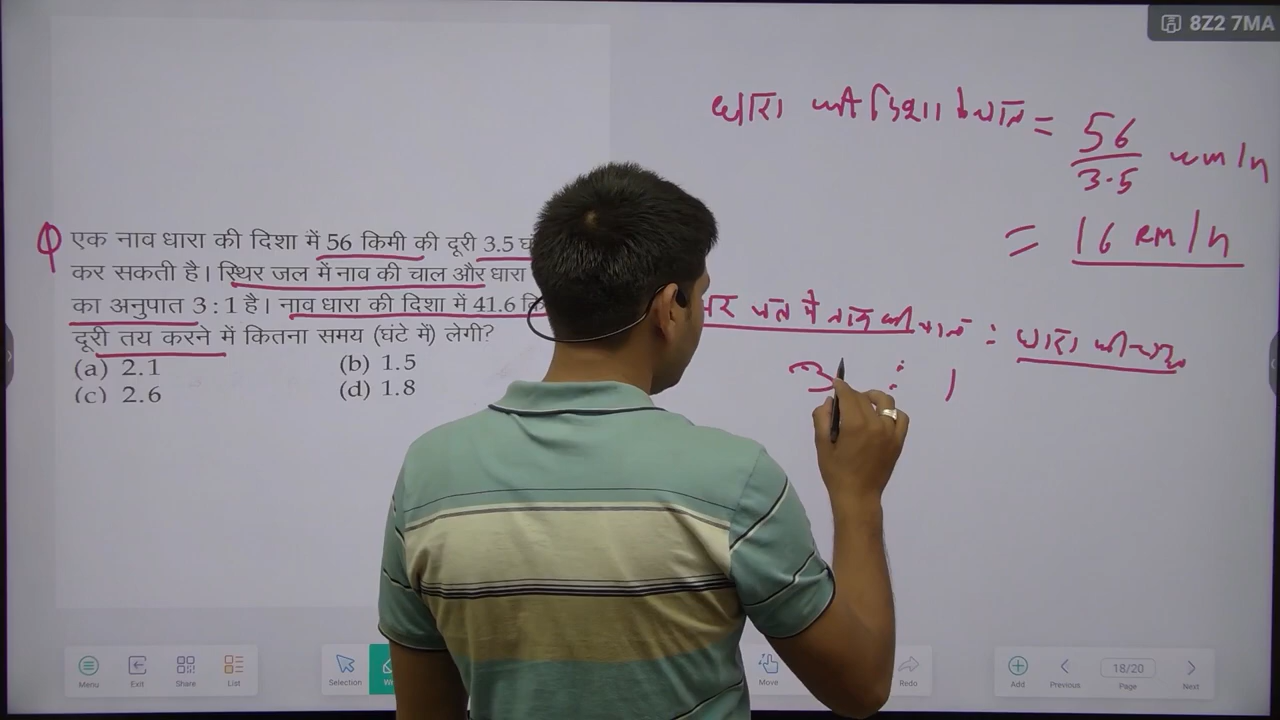 8Z2 7MA
धारा की दिशा में चाल = 56/3.5 km/h
= 16 km/h
Q एक नाव धारा की दिशा में 56 किमी की दूरी 3.5
कर सकती है। स्थिर जल में नाव की चाल और धारा
का अनुपात 3 : 1 है। नाव धारा की दिशा में 41.6
दूरी तय करने में कितना समय (घंटे में) लेगी?
(a) 2.1 (b) 1.5
(c) 2.6 (d) 1.8
जल में नाव की चाल : धारा की चाल
3 : 1
Menu Exit Share List Selection Move Redo Add Previous 18/20 Page Next